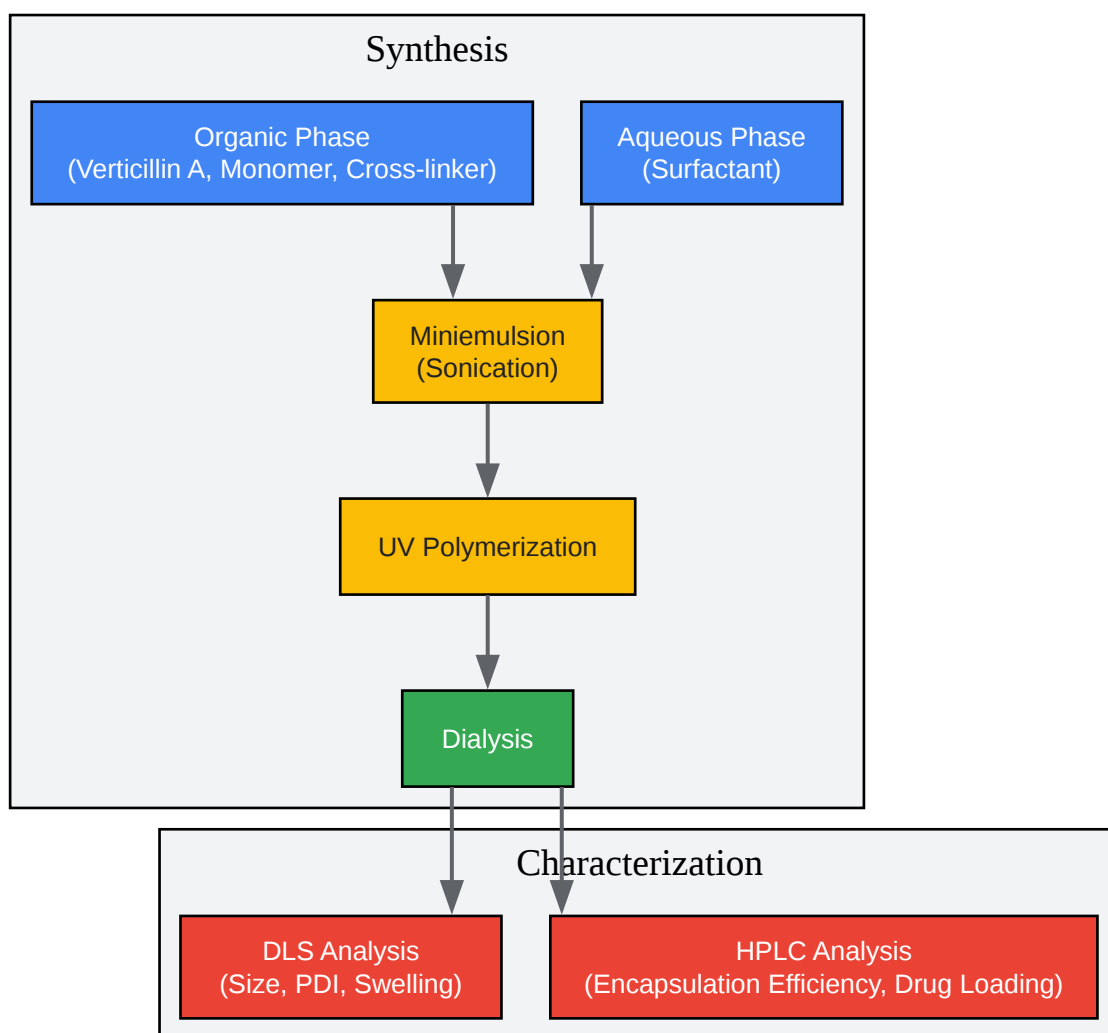 Synthesis
Organic Phase
(Verticillin A, Monomer, Cross-linker)
Aqueous Phase
(Surfactant)
Miniemulsion
(Sonication)
UV Polymerization
Dialysis
Characterization
DLS Analysis
(Size, PDI, Swelling)
HPLC Analysis
(Encapsulation Efficiency, Drug Loading)